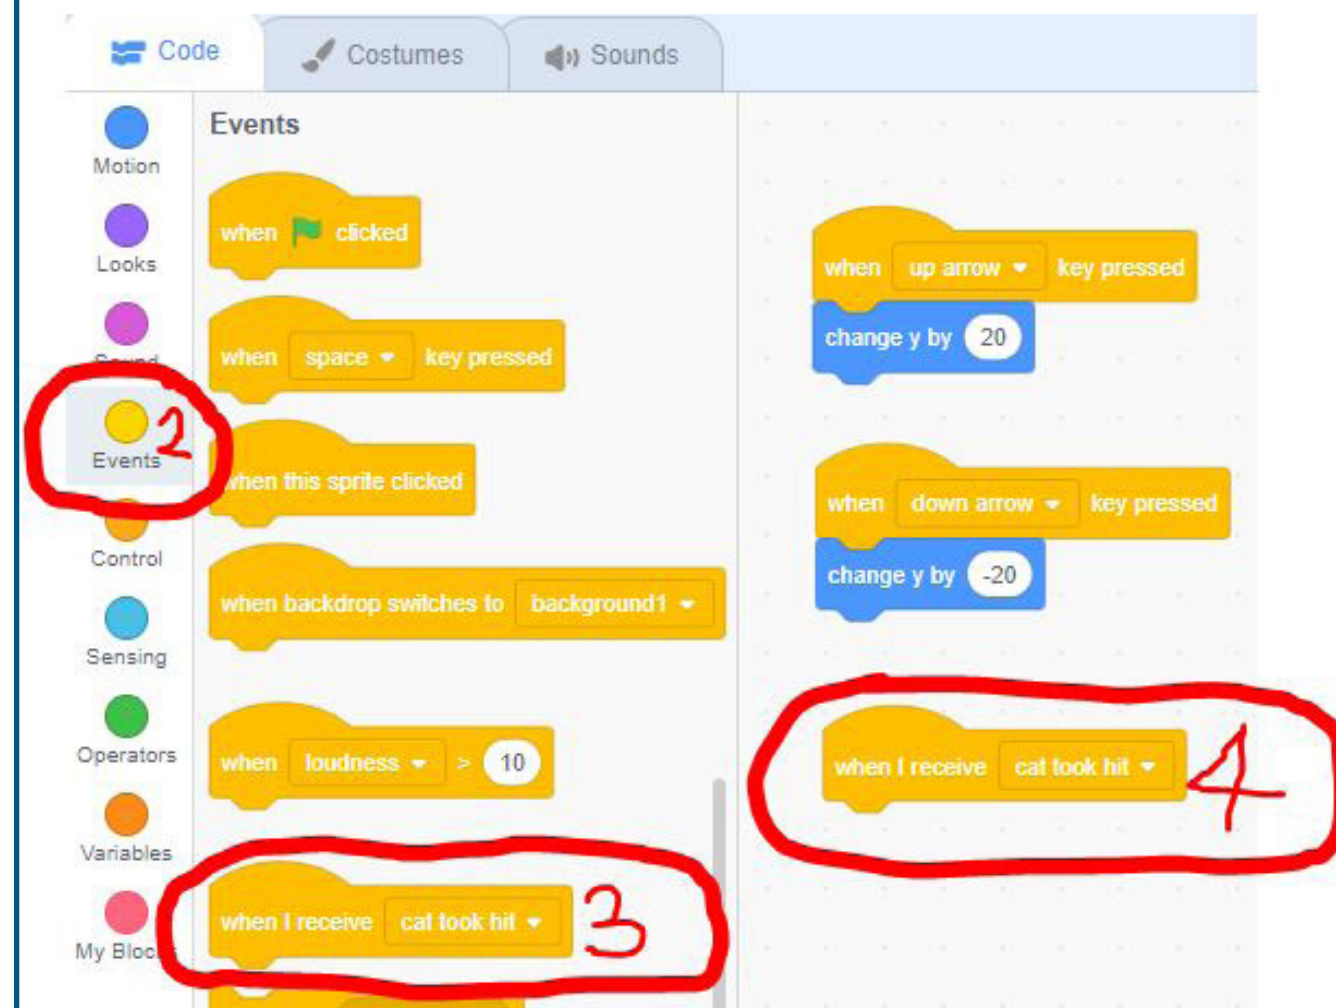 Code
Costumes
Sounds
Motion
Looks
Sound
Events
Control
Sensing
Operators
Variables
My Blocks
2
Events
when clicked
when space key pressed
when this sprite clicked
when backdrop switches to background1
when loudness > 10
when I receive cat took hit
3
when up arrow key pressed
change y by 20
when down arrow key pressed
change y by -20
when I receive cat took hit
4